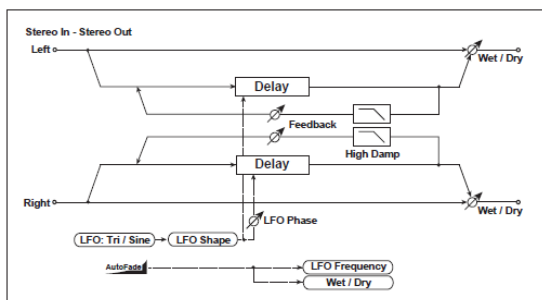 Stereo In - Stereo Out
Left
Wet / Dry
Delay
Feedback
High Damp
Delay
LFO Phase
Right
Wet / Dry
LFO: Tri / Sine
LFO Shape
AutoFade
LFO Frequency
Wet / Dry